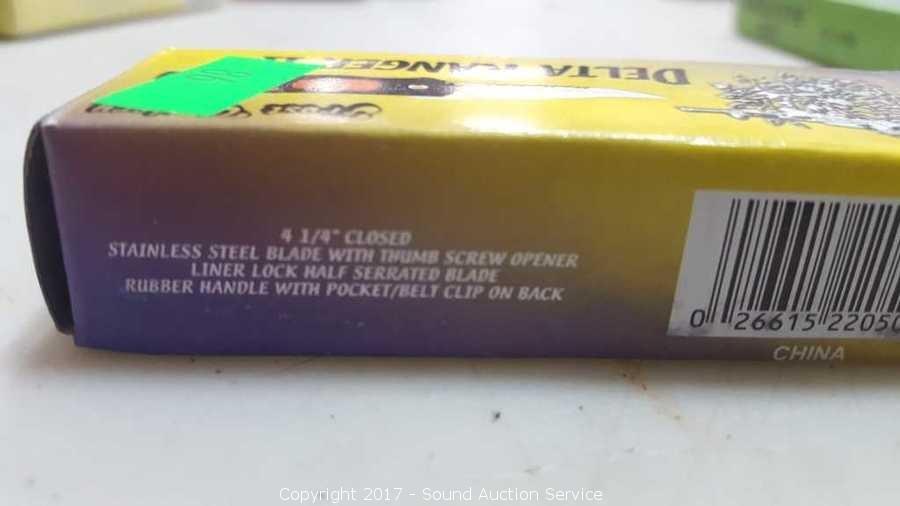 DELTA RANGER II
4 1/4" CLOSED
STAINLESS STEEL BLADE WITH THUMB SCREW OPENER
LINER LOCK HALF SERRATED BLADE
RUBBER HANDLE WITH POCKET/BELT CLIP ON BACK
0 26615 22050
CHINA
Copyright 2017 - Sound Auction Service